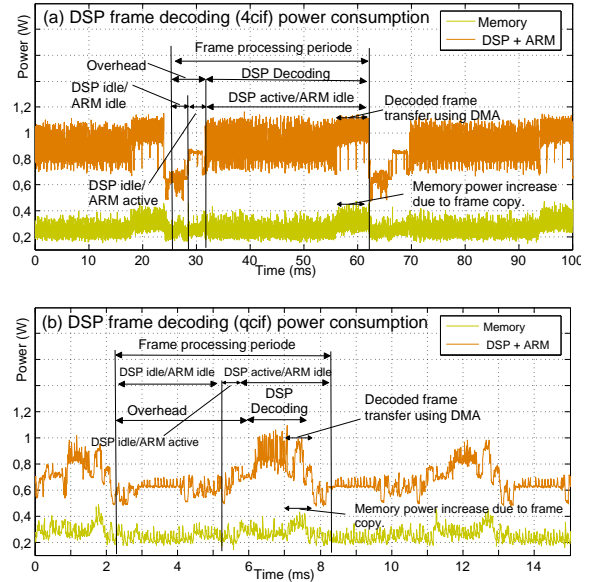 (a) DSP frame decoding (4cif) power consumption
Power (W)
Memory
DSP + ARM
Frame processing periode
Overhead
DSP idle/
ARM idle
DSP Decoding
DSP active/ARM idle
Decoded frame
transfer using DMA
DSP idle/
ARM active
Memory power increase
due to frame copy.
1,2
1
0,8
0,6
0,4
0,2
0 10 20 30 40 50 60 70 80 90 100
Time (ms)
(b) DSP frame decoding (qcif) power consumption
Power (W)
Memory
DSP + ARM
Frame processing periode
DSP idle/ARM idle
DSP active/ARM idle
Overhead
DSP
Decoding
DSP idle/ARM active
Decoded frame
transfer using DMA
Memory power increase due to frame
copy.
1,2
1
0,8
0,6
0,4
0,2
0 2 4 6 8 10 12 14
Time (ms)